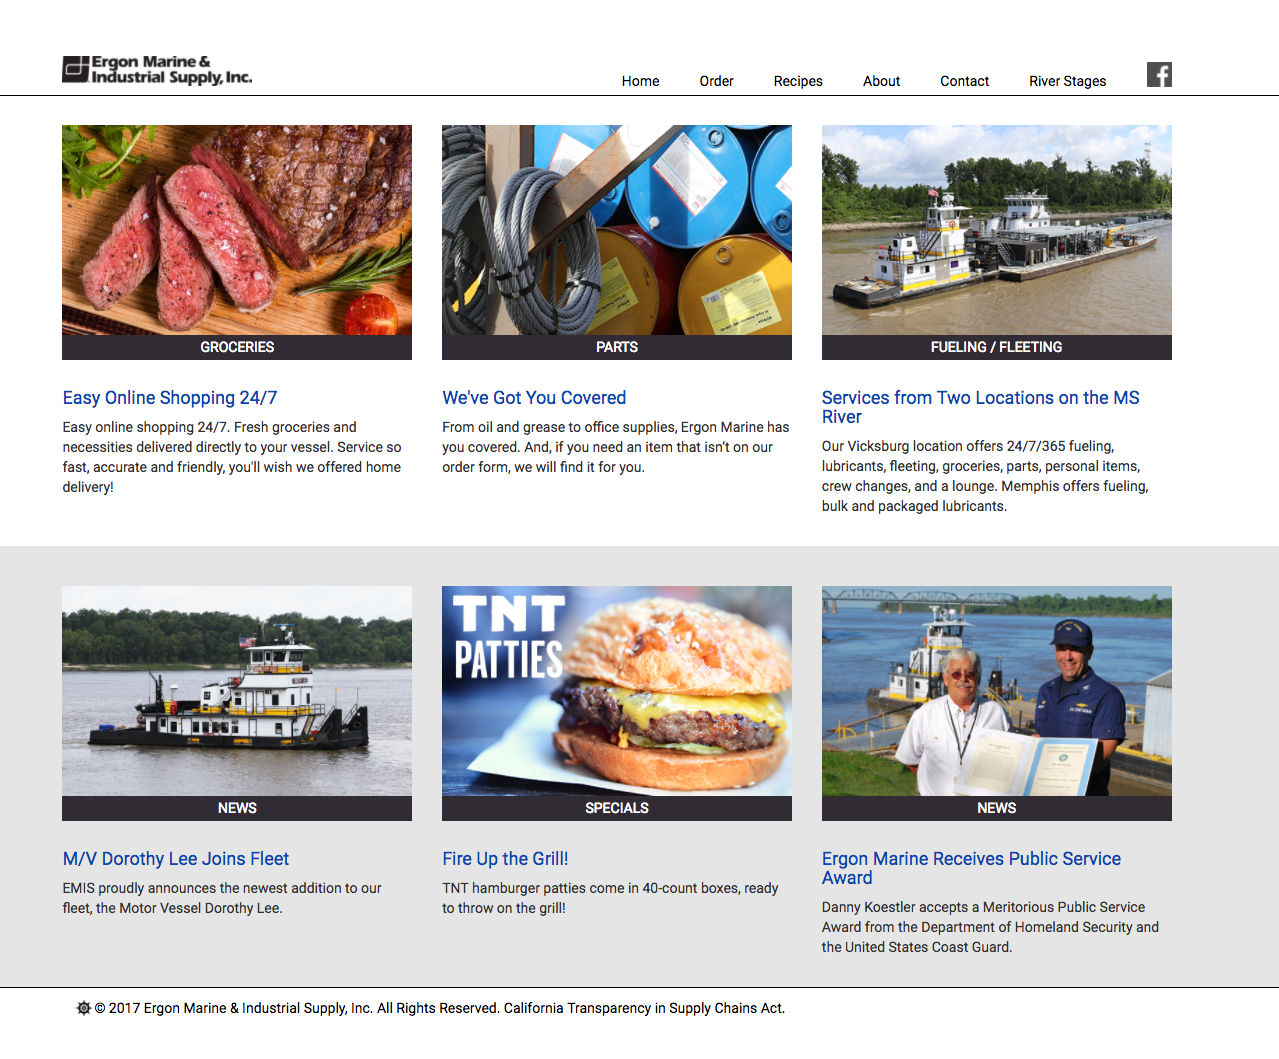 Ergon Marine &
Industrial Supply, Inc.
Home
Order
Recipes
About
Contact
River Stages
f
GROCERIES
PARTS
FUELING / FLEETING
Easy Online Shopping 24/7
Easy online shopping 24/7. Fresh groceries and
necessities delivered directly to your vessel. Service so
fast, accurate and friendly, you'll wish we offered home
delivery!
We've Got You Covered
From oil and grease to office supplies, Ergon Marine has
you covered. And, if you need an item that isn’t on our
order form, we will find it for you.
Services from Two Locations on the MS
River
Our Vicksburg location offers 24/7/365 fueling,
lubricants, fleeting, groceries, parts, personal items,
crew changes, and a lounge. Memphis offers fueling,
bulk and packaged lubricants.
TNT
PATTIES
NEWS
SPECIALS
NEWS
M/V Dorothy Lee Joins Fleet
EMIS proudly announces the newest addition to our
fleet, the Motor Vessel Dorothy Lee.
Fire Up the Grill!
TNT hamburger patties come in 40-count boxes, ready
to throw on the grill!
Ergon Marine Receives Public Service
Award
Danny Koestler accepts a Meritorious Public Service
Award from the Department of Homeland Security and
the United States Coast Guard.
© 2017 Ergon Marine & Industrial Supply, Inc. All Rights Reserved. California Transparency in Supply Chains Act.